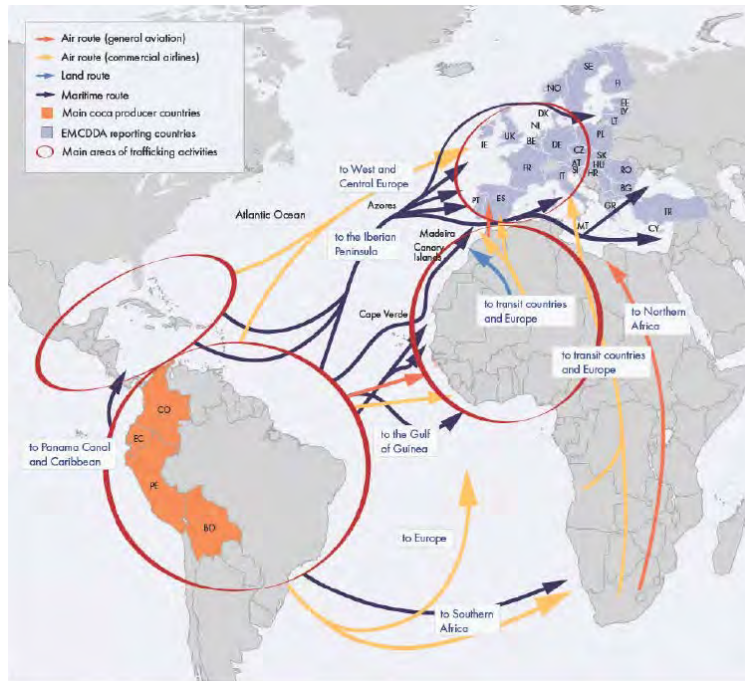 Air route (general aviation)
Air route (commercial airlines)
Land route
Maritime route
Main coca producer countries
EMCDDA reporting countries
Main areas of trafficking activities
SE
FI
NO
EE
LV
LT
DK
IE
UK
NL
BE
DE
PL
CZ
SK
AT
HU
SI
HR
RO
FR
IT
BG
PT
ES
GR
TR
MT
CY
to West and
Central Europe
Azores
Atlantic Ocean
to the Iberian
Peninsula
Madeira
Canary
Islands
Cape Verde
to transit countries
and Europe
to Northern
Africa
to transit countries
and Europe
CO
EC
PE
BO
to Panama Canal
and Caribbean
to the Gulf
of Guinea
to Europe
to Southern
Africa